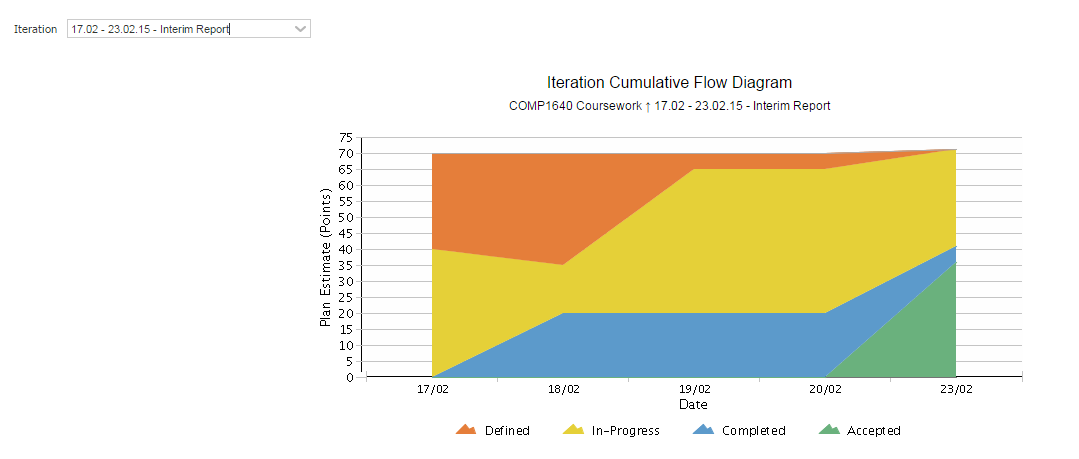 Iteration 17.02 - 23.02.15 - Interim Report
Iteration Cumulative Flow Diagram
COMP1640 Coursework ↑ 17.02 - 23.02.15 - Interim Report
75
70
65
60
55
50
45
40
35
30
25
20
15
10
5
0
Plan Estimate (Points)
17/02 18/02 19/02 20/02 23/02
Date
Defined In-Progress Completed Accepted